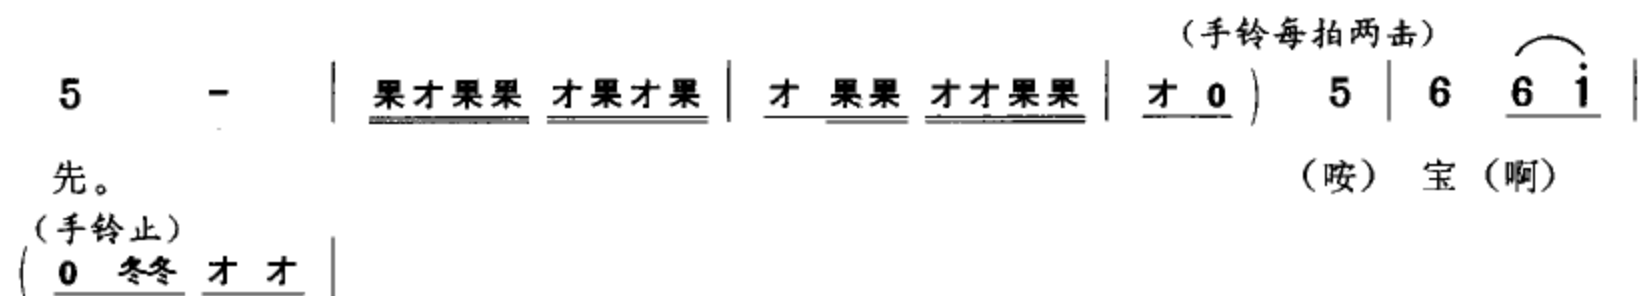 （手铃每拍两击）
5 - | 果才果果 才果才果 | 才 果果 才才果果 | 才 0 ) 5 | 6 6 i̇ |
先。 （咹） 宝 （啊）
（手铃止）
( 0 冬冬 才 才 |